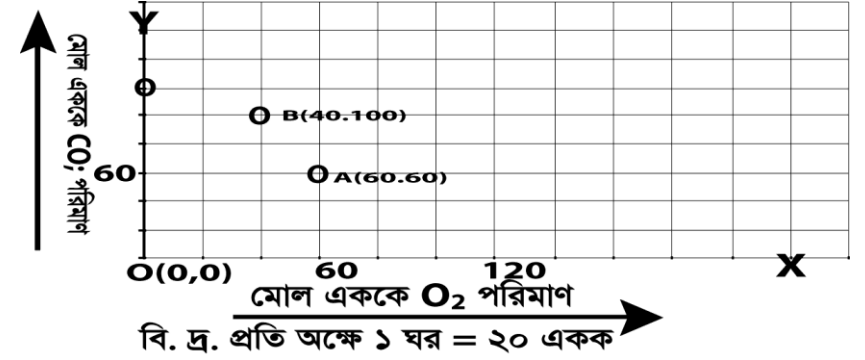 Y
মোল এককে CO; পরিমাণ
B(40.100)
60
A(60.60)
O(0,0)
60
120
X
মোল এককে O₂ পরিমাণ
বি. দ্র. প্রতি অক্ষে ১ ঘর = ২০ একক